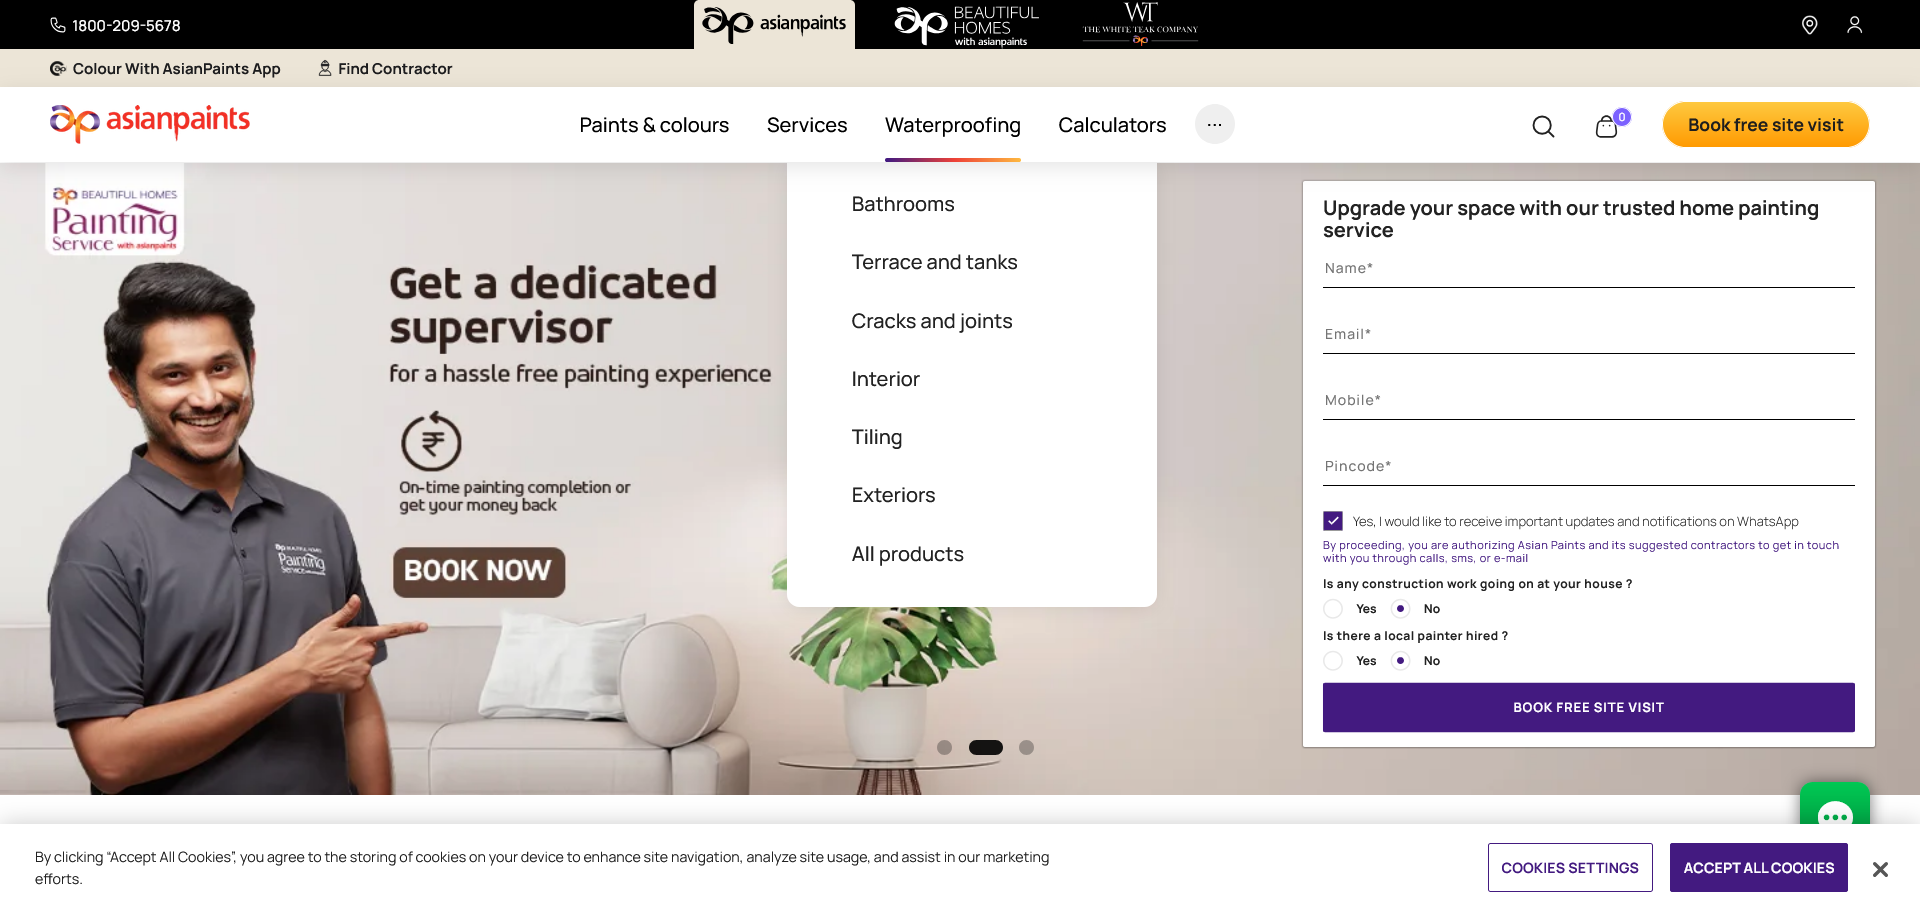 1800-209-5678
asianpaints
BEAUTIFUL
HOMES
with asianpaints
WT
THE WHITE TEAK COMPANY
Colour With AsianPaints App
Find Contractor
asianpaints
Paints & colours
Services
Waterproofing
Calculators
...
0
Book free site visit
BEAUTIFUL HOMES
Painting
Service with asianpaints
Get a dedicated
supervisor
for a hassle free painting experience
₹
On-time painting completion or
get your money back
BOOK NOW
BEAUTIFUL HOMES
Painting
Service
Bathrooms
Terrace and tanks
Cracks and joints
Interior
Tiling
Exteriors
All products
Upgrade your space with our trusted home painting
service
Name*
Email*
Mobile*
Pincode*
Yes, I would like to receive important updates and notifications on WhatsApp
By proceeding, you are authorizing Asian Paints and its suggested contractors to get in touch
with you through calls, sms, or e-mail
Is any construction work going on at your house ?
Yes No
Is there a local painter hired ?
Yes No
BOOK FREE SITE VISIT
By clicking “Accept All Cookies”, you agree to the storing of cookies on your device to enhance site navigation, analyze site usage, and assist in our marketing
efforts.
COOKIES SETTINGS
ACCEPT ALL COOKIES